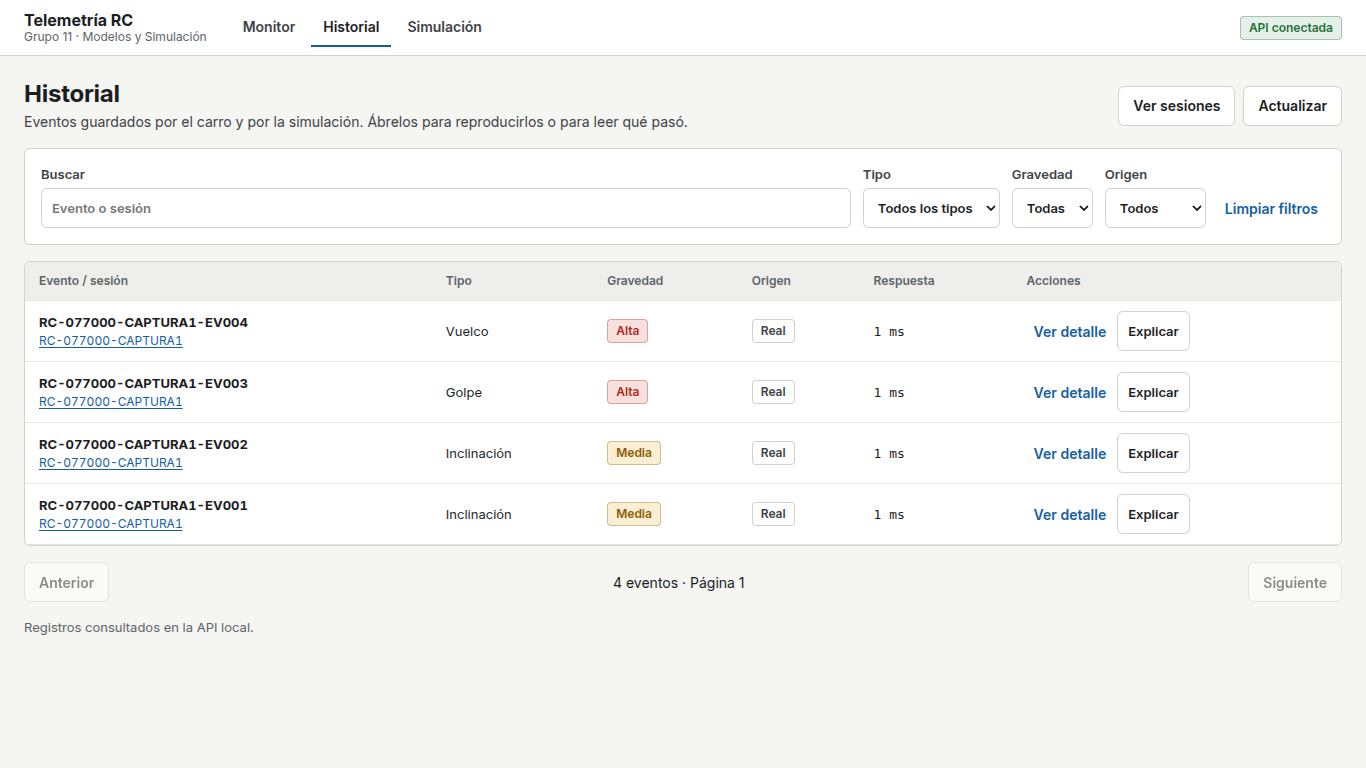 Telemetría RC
Grupo 11 · Modelos y Simulación
Monitor
Historial
Simulación
API conectada
Historial
Eventos guardados por el carro y por la simulación. Ábrelos para reproducirlos o para leer qué pasó.
Ver sesiones
Actualizar
Buscar
Tipo
Gravedad
Origen
Evento o sesión
Todos los tipos
Todas
Todos
Limpiar filtros
Evento / sesión
Tipo
Gravedad
Origen
Respuesta
Acciones
RC-077000-CAPTURA1-EV004
RC-077000-CAPTURA1
Vuelco
Alta
Real
1 ms
Ver detalle
Explicar
RC-077000-CAPTURA1-EV003
RC-077000-CAPTURA1
Golpe
Alta
Real
1 ms
Ver detalle
Explicar
RC-077000-CAPTURA1-EV002
RC-077000-CAPTURA1
Inclinación
Media
Real
1 ms
Ver detalle
Explicar
RC-077000-CAPTURA1-EV001
RC-077000-CAPTURA1
Inclinación
Media
Real
1 ms
Ver detalle
Explicar
Anterior
4 eventos · Página 1
Siguiente
Registros consultados en la API local.